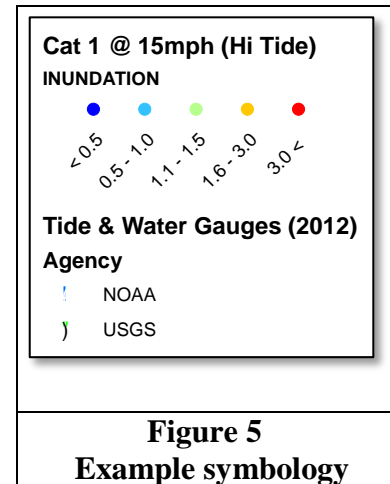 Cat 1 @ 15mph (Hi Tide)
INUNDATION
< 0.5
0.5 - 1.0
1.1 - 1.5
1.6 - 3.0
3.0 <
Tide & Water Gauges (2012)
Agency
! NOAA
) USGS
Figure 5
Example symbology